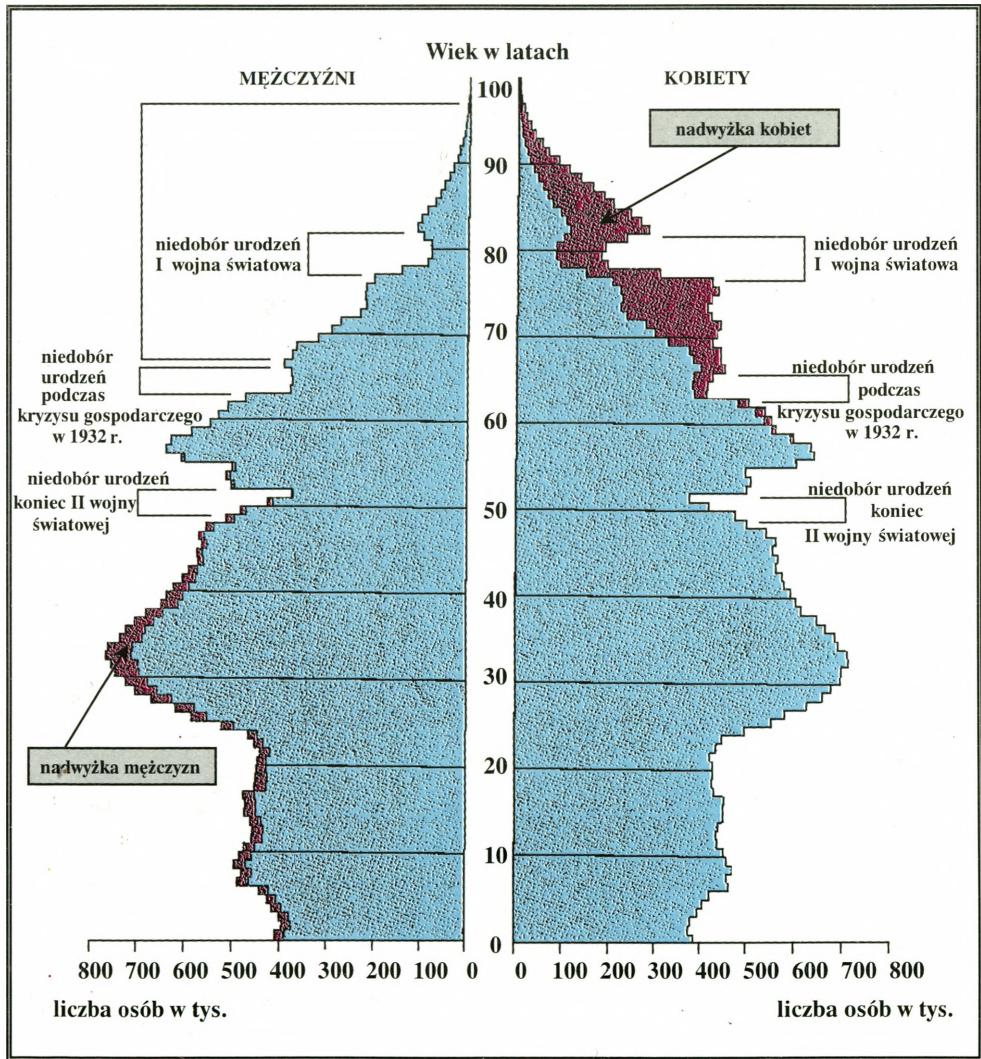 Wiek w latach
MĘŻCZYŹNI
KOBIETY
100
90
80
70
60
50
40
30
20
10
0
nadwyżka kobiet
niedobór urodzeń
I wojna światowa
niedobór urodzeń
I wojna światowa
niedobór
urodzeń
podczas
kryzysu gospodarczego
w 1932 r.
niedobór urodzeń
podczas
kryzysu gospodarczego
w 1932 r.
niedobór urodzeń
koniec II wojny
światowej
niedobór urodzeń
koniec
II wojny światowej
nadwyżka mężczyzn
800 700 600 500 400 300 200 100 0
0 100 200 300 400 500 600 700 800
liczba osób w tys.
liczba osób w tys.